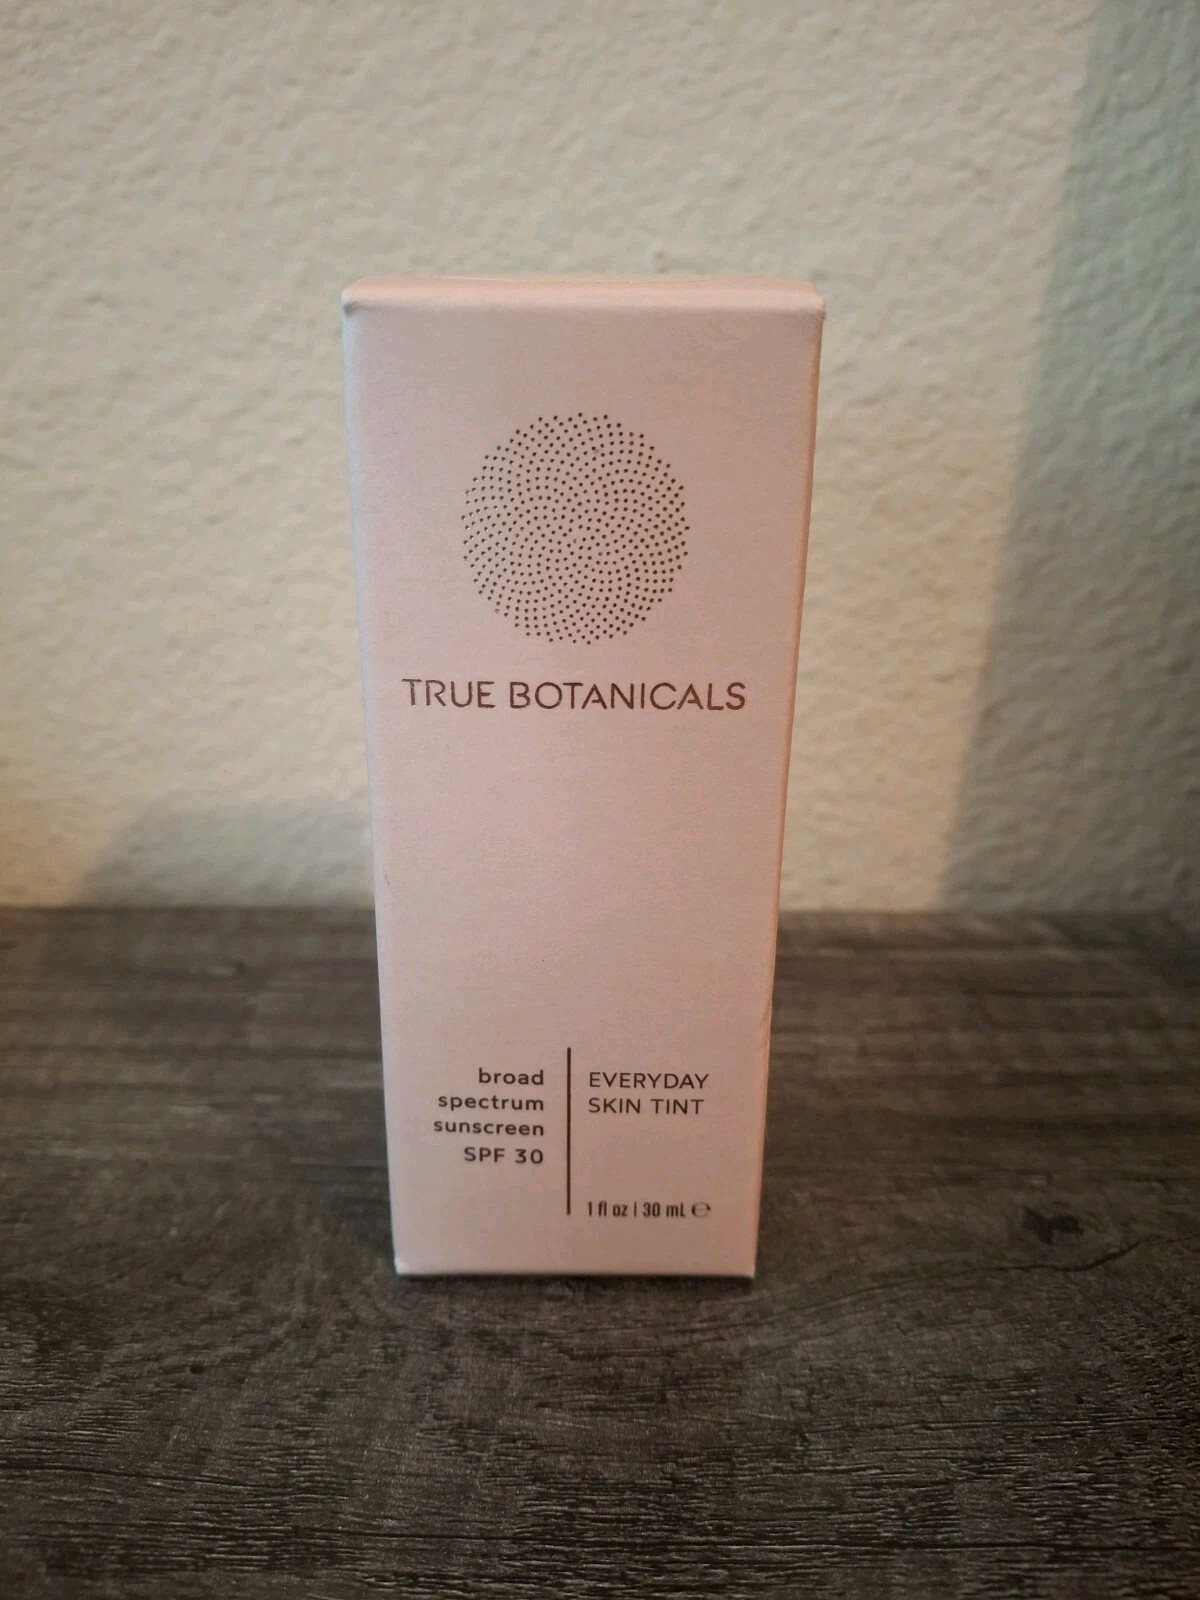 TRUE BOTANICALS
broad
spectrum
sunscreen
SPF 30
EVERYDAY
SKIN TINT
1 fl oz | 30 mL ℮